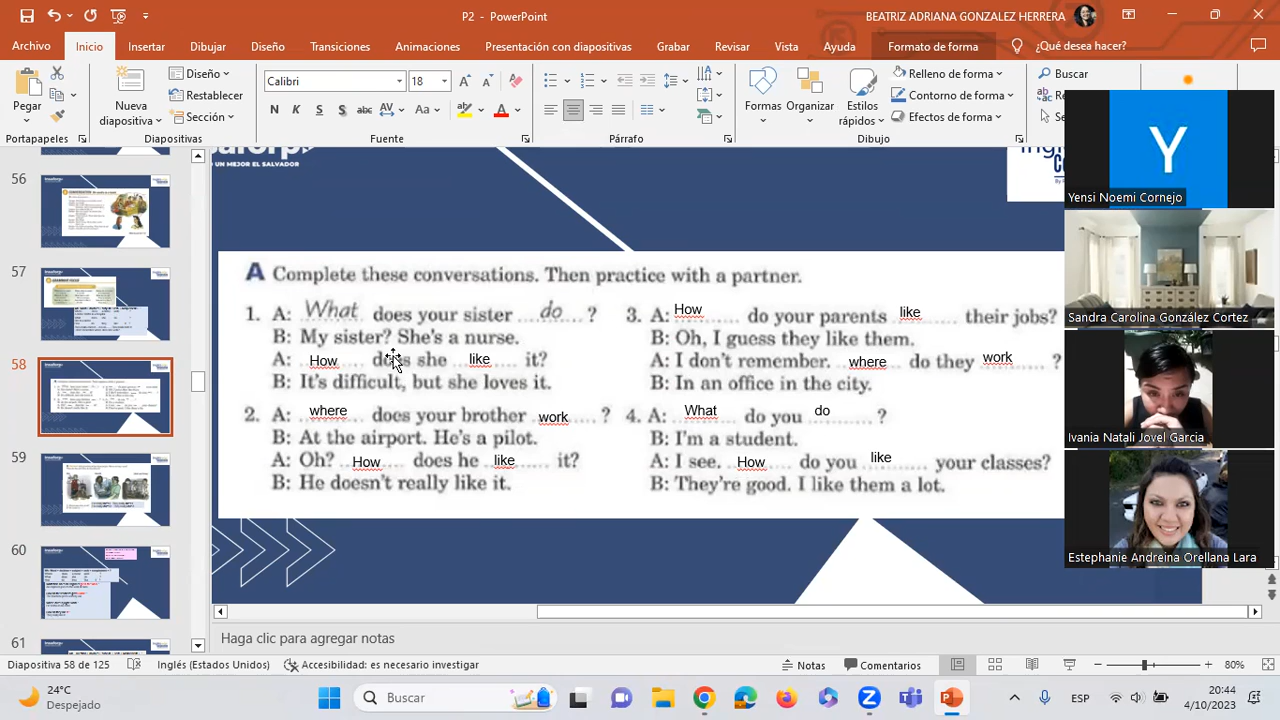 P2 - PowerPoint
BEATRIZ ADRIANA GONZALEZ HERRERA
Archivo Inicio Insertar Dibujar Diseño Transiciones Animaciones Presentación con diapositivas Grabar Revisar Vista Ayuda Formato de forma ¿Qué desea hacer?
Pegar
Portapapeles
Nueva diapositiva
Diseño
Restablecer
Sección
Diapositivas
Calibri 18
N K S abc AV Aa A
Fuente
Párrafo
Formas Organizar Estilos rápidos
Relleno de forma
Contorno de forma
Efectos de forma
Dibujo
Buscar
56
57
58
59
60
61
UN MEJOR EL SALVADOR
A Complete these conversations. Then practice with a partner.
1. A: What does your sister do ?
B: My sister? She's a nurse.
A: How does she like it?
B: It's difficult, but she loves it.
2. A: where does your brother work ?
B: At the airport. He's a pilot.
A: Oh, How does he like it?
B: He doesn't really like it.
3. A: How do your parents like their jobs?
B: Oh, I guess they like them.
A: I don't remember. where do they work ?
B: In an office in the city.
4. A: What do you do ?
B: I'm a student.
A: I see. How do you like your classes?
B: They're good. I like them a lot.
Y
Yensi Noemi Cornejo
Sandra Carolina González Cortez
Ivania Natali Jovel Garcia
Estephanie Andreina Orellana Lara
Haga clic para agregar notas
Diapositiva 58 de 125 Inglés (Estados Unidos) Accesibilidad: es necesario investigar Notas Comentarios 80%
24°C
Despejado
Buscar
ESP
20:44
4/10/2023